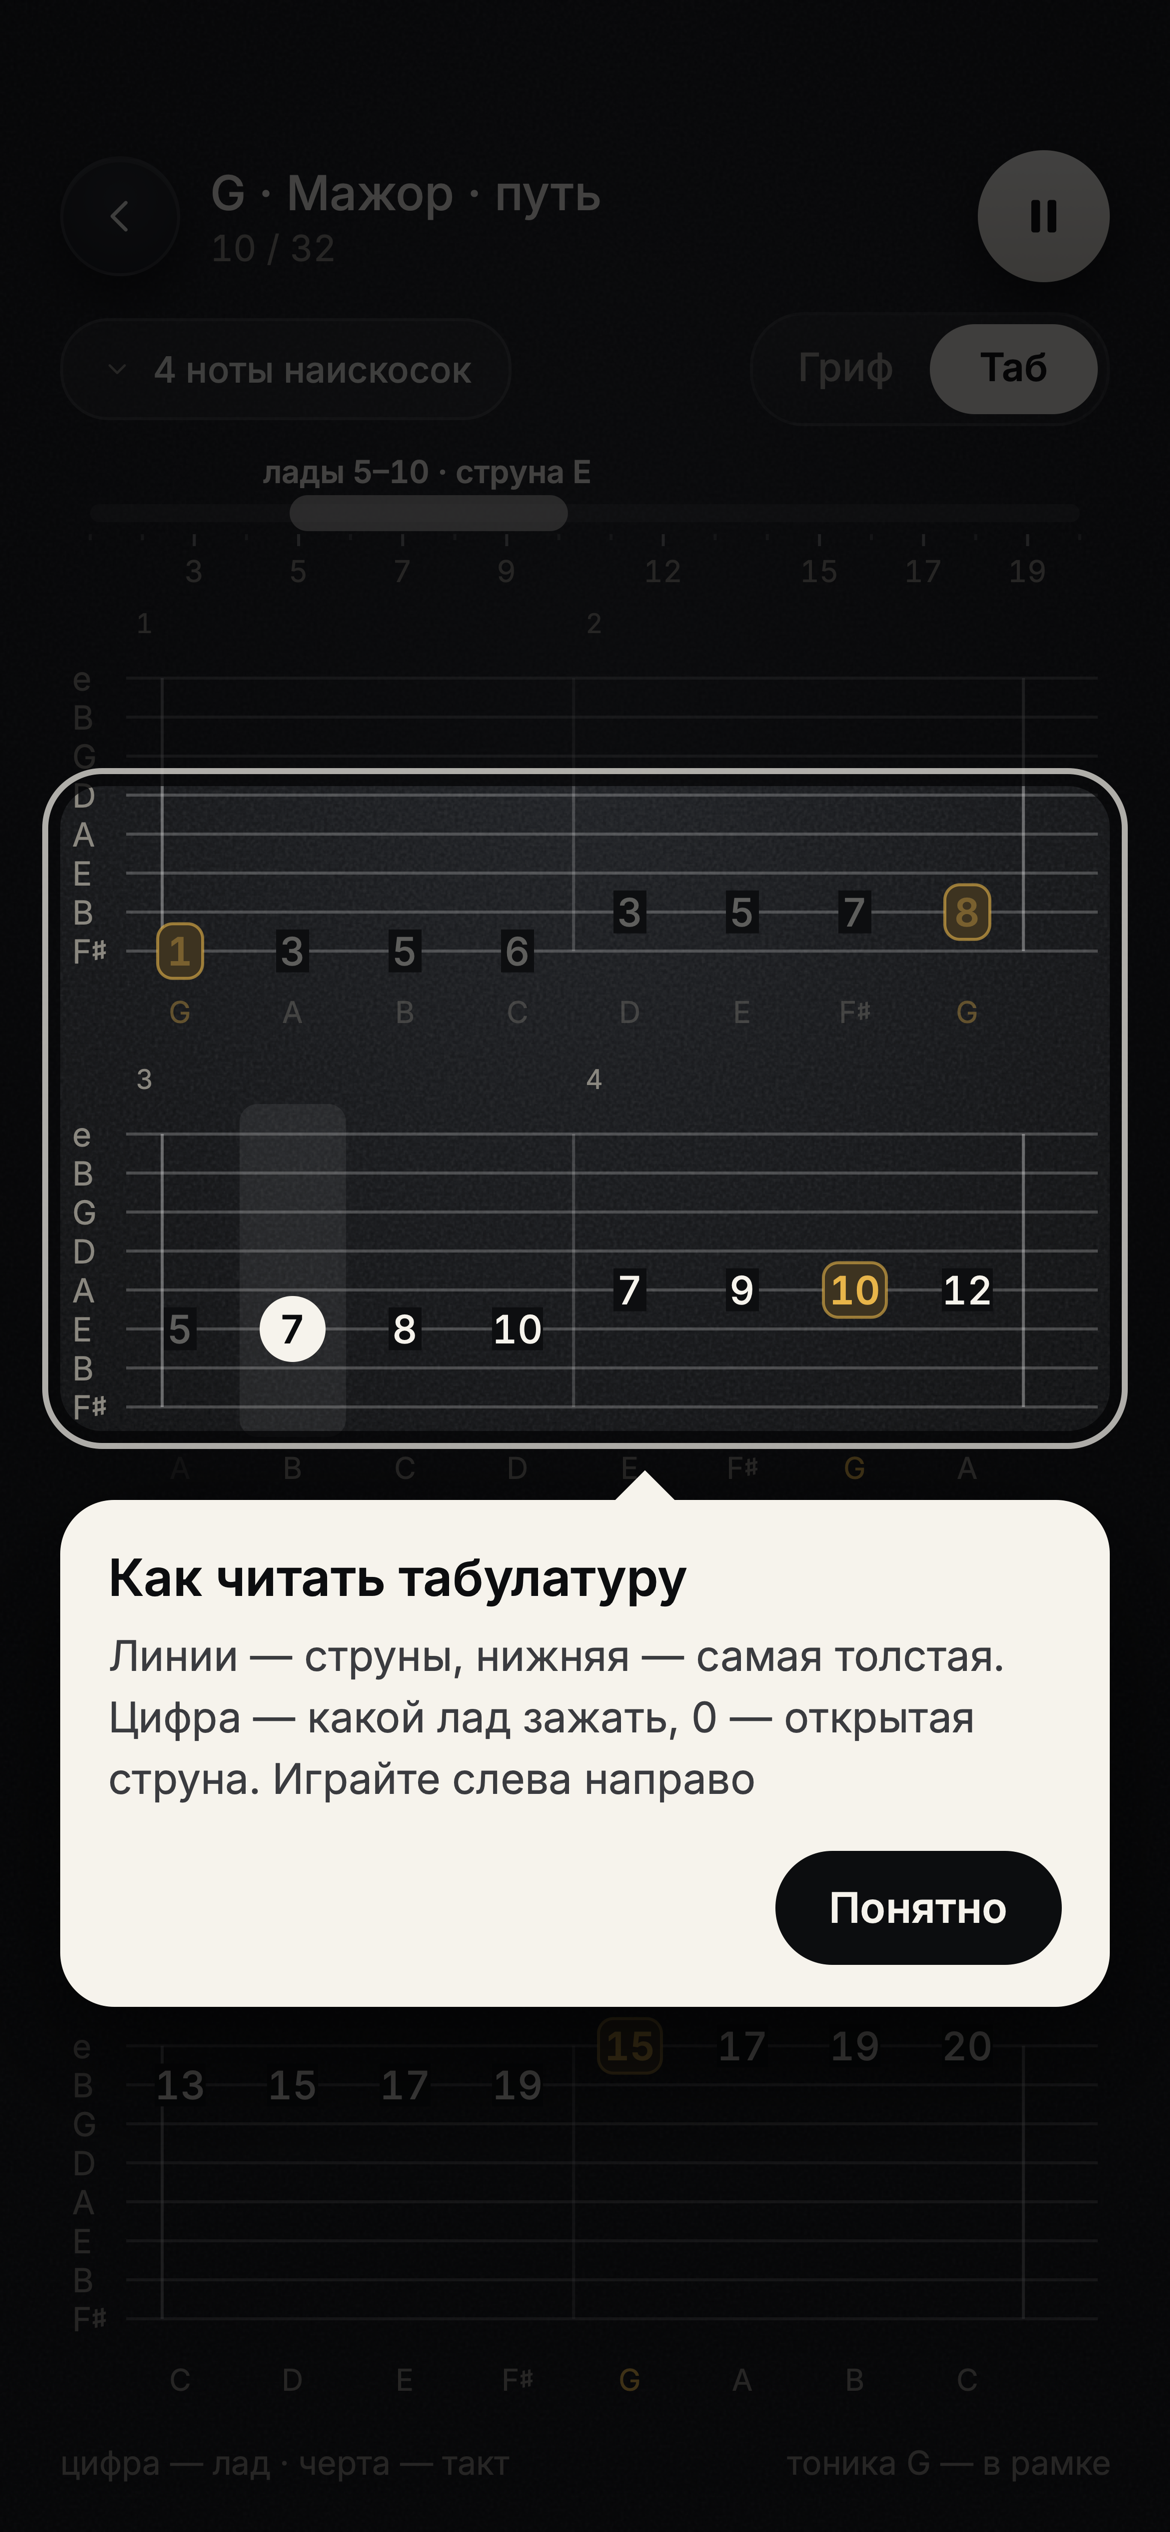 G · Мажор · путь
10 / 32
4 ноты наискосок
Гриф Таб
лады 5–10 · струна E
3 5 7 9 12 15 17 19
1 2
e
B
G
D
A
E
B 3 5 7 8
F# 1 3 5 6
G A B C D E F# G
3 4
e
B
G
D
A 7 9 10 12
E 5 7 8 10
B
F#
A B C D E F# G A
Как читать табулатуру
Линии — струны, нижняя — самая толстая.
Цифра — какой лад зажать, 0 — открытая
струна. Играйте слева направо
Понятно
e 15 17 19 20
B 13 15 17 19
G
D
A
E
B
F#
C D E F# G A B C
цифра — лад · черта — такт
тоника G — в рамке